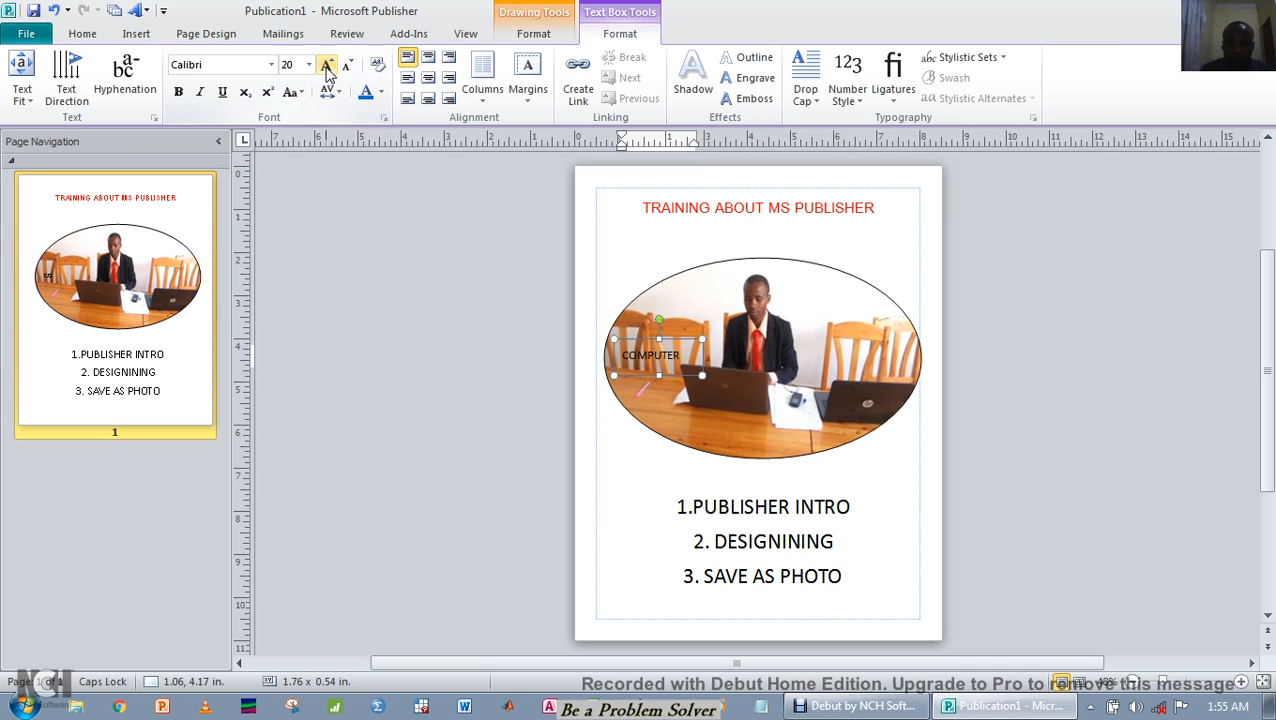 Publication1 - Microsoft Publisher
Drawing Tools
Text Box Tools
File
Home
Insert
Page Design
Mailings
Review
Add-Ins
View
Format
Format
Text Fit
Text Direction
Hyphenation
Calibri
20
Columns
Margins
Create Link
Break
Next
Previous
Shadow
Outline
Engrave
Emboss
Drop Cap
Number Style
Ligatures
Stylistic Sets
Swash
Stylistic Alternates
Text
Font
Alignment
Linking
Effects
Typography
Page Navigation
TRAINING ABOUT MS PUBLISHER
1.PUBLISHER INTRO
2. DESIGNINING
3. SAVE AS PHOTO
1
TRAINING ABOUT MS PUBLISHER
COMPUTER
1.PUBLISHER INTRO
2. DESIGNINING
3. SAVE AS PHOTO
NCH
Page: 1 of 1
Caps Lock
1.06, 4.17 in.
1.76 x 0.54 in.
Recorded with Debut Home Edition. Upgrade to Pro to remove this message
Be a Problem Solver
Debut by NCH Soft...
Publication1 - Micr...
1:55 AM